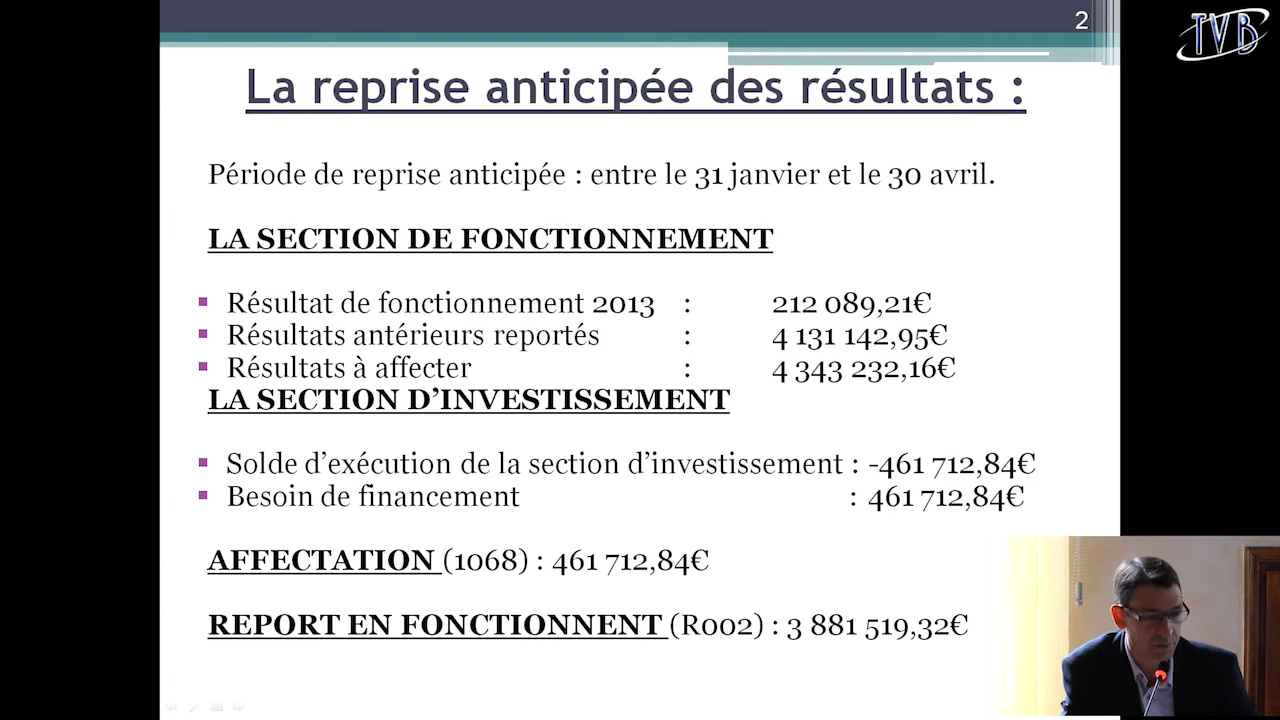 2
TVB
La reprise anticipée des résultats :
Période de reprise anticipée : entre le 31 janvier et le 30 avril.
LA SECTION DE FONCTIONNEMENT
▪ Résultat de fonctionnement 2013 : 212 089,21€
▪ Résultats antérieurs reportés : 4 131 142,95€
▪ Résultats à affecter : 4 343 232,16€
LA SECTION D’INVESTISSEMENT
▪ Solde d’exécution de la section d’investissement : -461 712,84€
▪ Besoin de financement : 461 712,84€
AFFECTATION (1068) : 461 712,84€
REPORT EN FONCTIONNENT (R002) : 3 881 519,32€